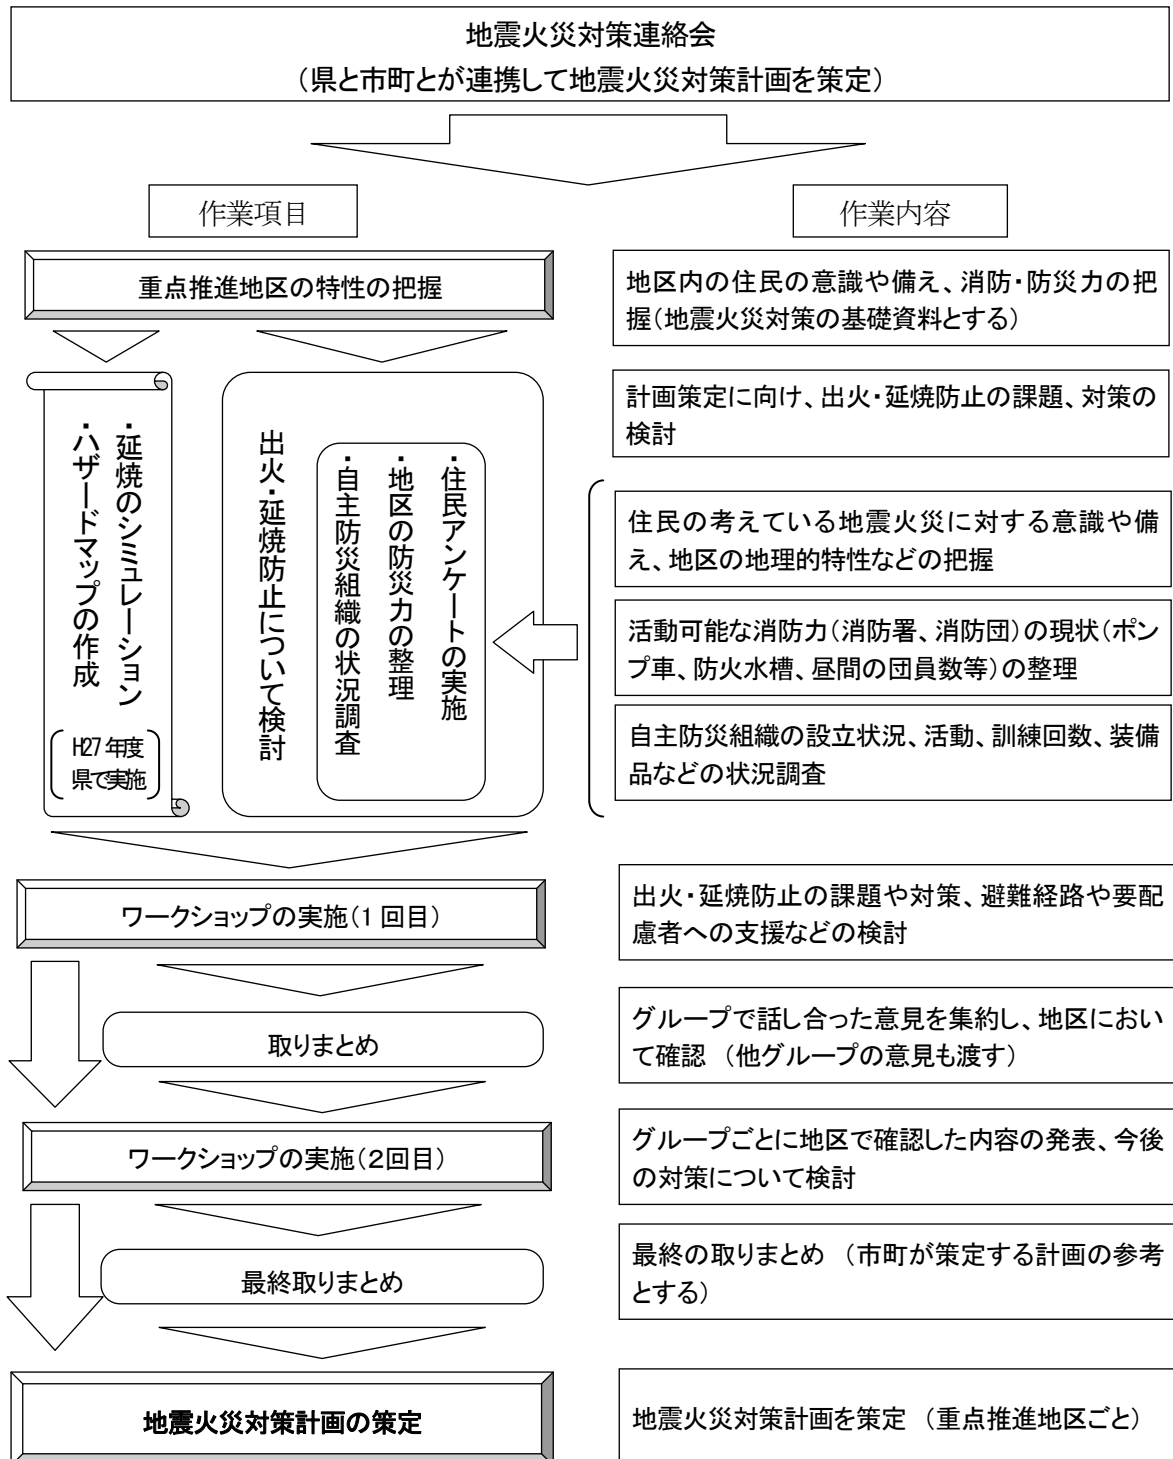 地震火災対策連絡会
（県と市町とが連携して地震火災対策計画を策定）
作業項目
作業内容
重点推進地区の特性の把握
地区内の住民の意識や備え、消防・防災力の把
握（地震火災対策の基礎資料とする）
・延焼のシミュレーション
・ハザードマップの作成
H27 年度
県で実施
出火・延焼防止について検討
・住民アンケートの実施
・地区の防災力の整理
・自主防災組織の状況調査
計画策定に向け、出火・延焼防止の課題、対策の
検討
住民の考えている地震火災に対する意識や備
え、地区の地理的特性などの把握
活動可能な消防力（消防署、消防団）の現状（ポン
プ車、防火水槽、昼間の団員数等）の整理
自主防災組織の設立状況、活動、訓練回数、装備
品などの状況調査
ワークショップの実施（1 回目）
出火・延焼防止の課題や対策、避難経路や要配
慮者への支援などの検討
取りまとめ
グループで話し合った意見を集約し、地区におい
て確認　（他グループの意見も渡す）
ワークショップの実施（２回目）
グループごとに地区で確認した内容の発表、今後
の対策について検討
最終取りまとめ
最終の取りまとめ　（市町が策定する計画の参考
とする）
地震火災対策計画の策定
地震火災対策計画を策定　（重点推進地区ごと）